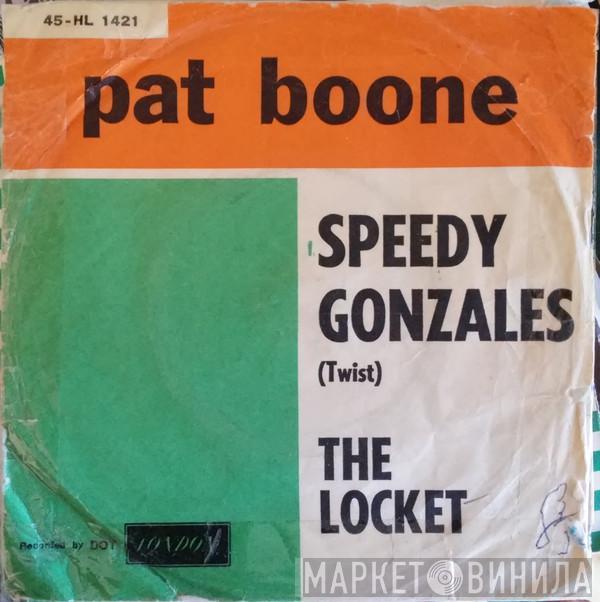 45-HL 1421
pat boone
SPEEDY
GONZALES
(Twist)
THE
LOCKET
Recorded by DOT
LONDON
МАРКЕТ ВИНИЛА